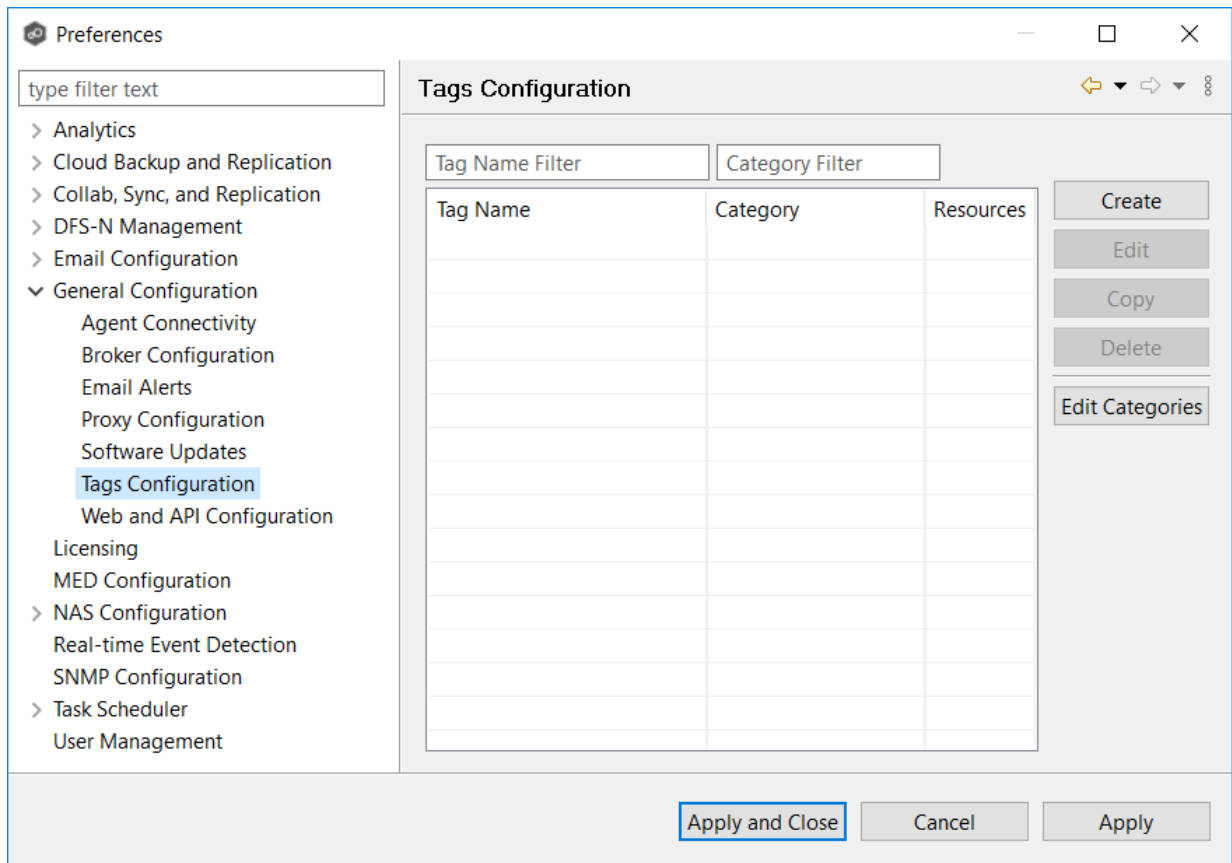 Preferences
type filter text
Analytics
Cloud Backup and Replication
Collab, Sync, and Replication
DFS-N Management
Email Configuration
General Configuration
Agent Connectivity
Broker Configuration
Email Alerts
Proxy Configuration
Software Updates
Tags Configuration
Web and API Configuration
Licensing
MED Configuration
NAS Configuration
Real-time Event Detection
SNMP Configuration
Task Scheduler
User Management
Tags Configuration
Tag Name Filter Category Filter
Tag Name Category Resources
Create
Edit
Copy
Delete
Edit Categories
Apply and Close Cancel Apply